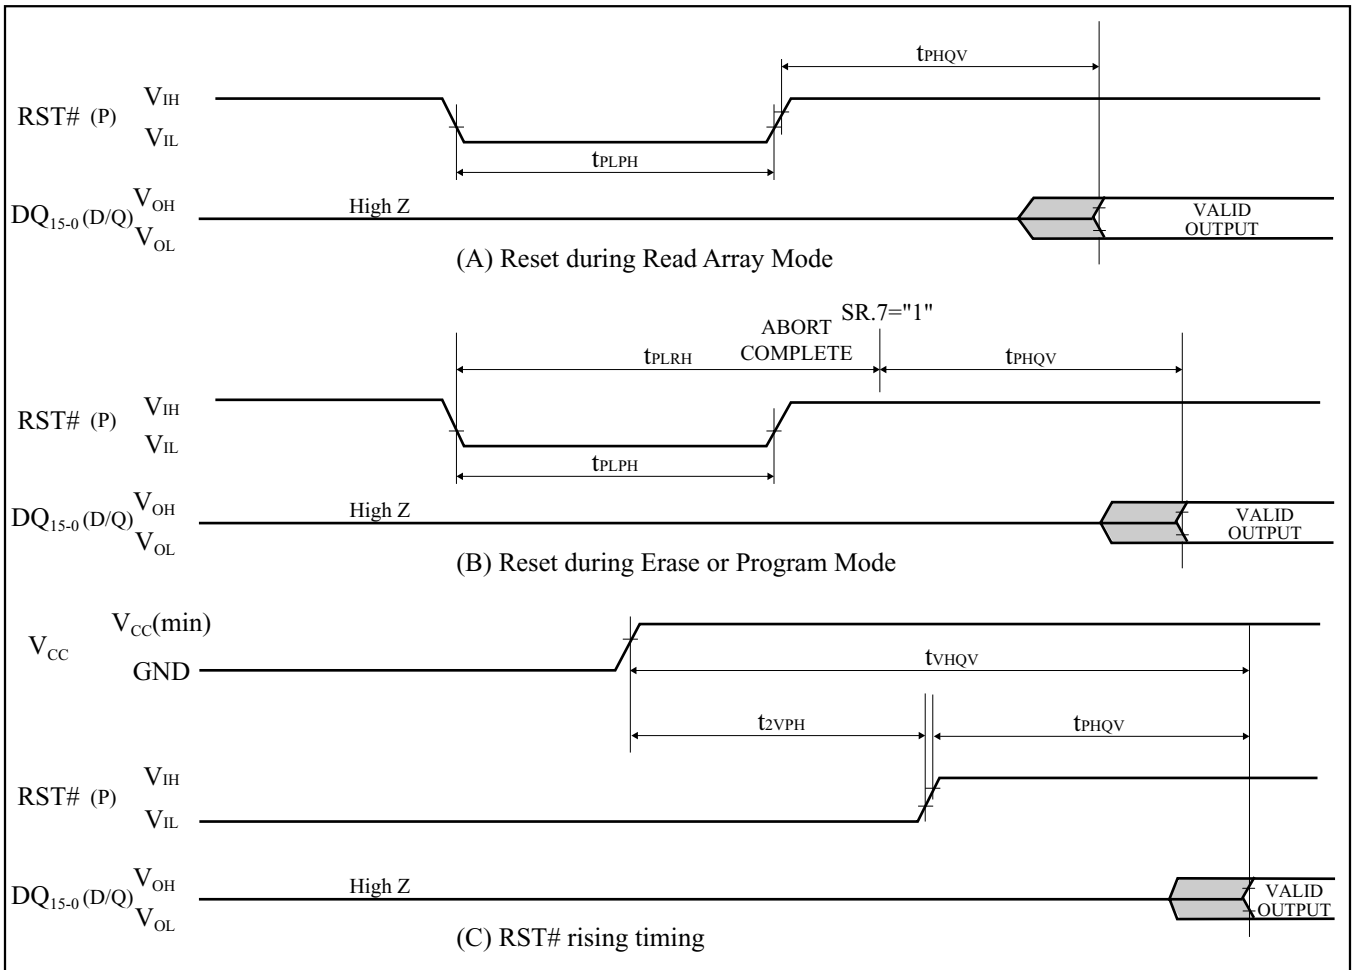 tPHQV
RST# (P)
VIH
VIL
tPLPH
DQ15-0 (D/Q)
VOH
VOL
High Z
VALID
OUTPUT
(A) Reset during Read Array Mode
SR.7="1"
ABORT
COMPLETE
tPLRH
tPHQV
RST# (P)
VIH
VIL
tPLPH
DQ15-0 (D/Q)
VOH
VOL
High Z
VALID
OUTPUT
(B) Reset during Erase or Program Mode
VCC
VCC(min)
GND
tVHQV
t2VPH
tPHQV
RST# (P)
VIH
VIL
DQ15-0 (D/Q)
VOH
VOL
High Z
VALID
OUTPUT
(C) RST# rising timing